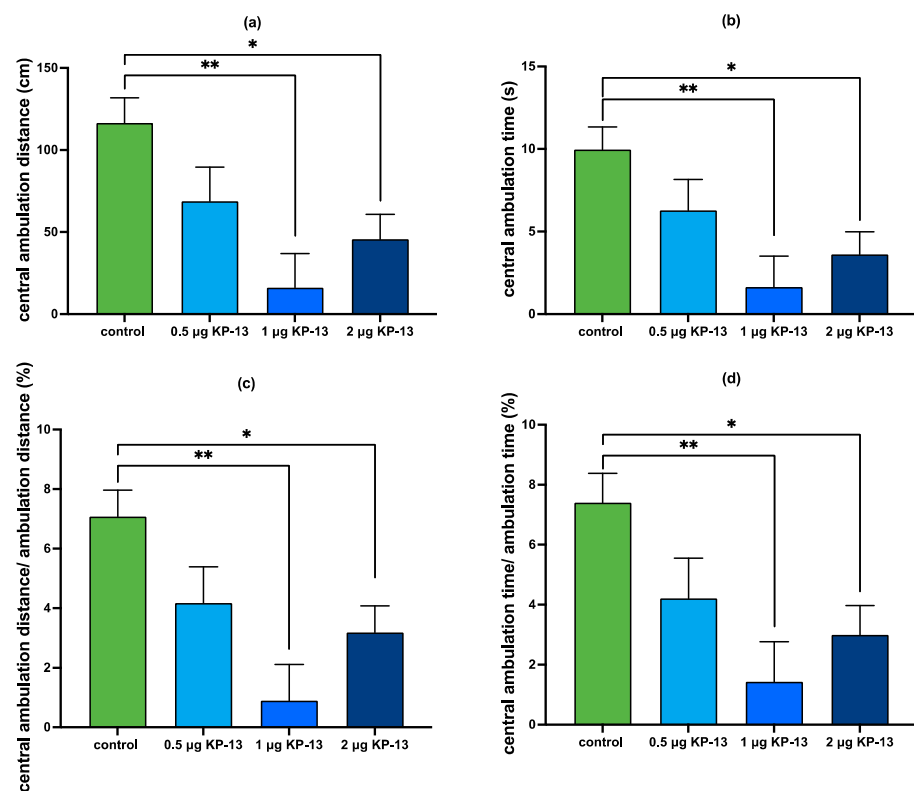 (a)
central ambulation distance (cm)
150
100
50
0
*
**
control
0.5 µg KP-13
1 µg KP-13
2 µg KP-13
(b)
central ambulation time (s)
15
10
5
0
*
**
control
0.5 µg KP-13
1 µg KP-13
2 µg KP-13
(c)
central ambulation distance/ ambulation distance (%)
10
8
6
4
2
0
*
**
control
0.5 µg KP-13
1 µg KP-13
2 µg KP-13
(d)
central ambulation time/ ambulation time (%)
10
8
6
4
2
0
*
**
control
0.5 µg KP-13
1 µg KP-13
2 µg KP-13